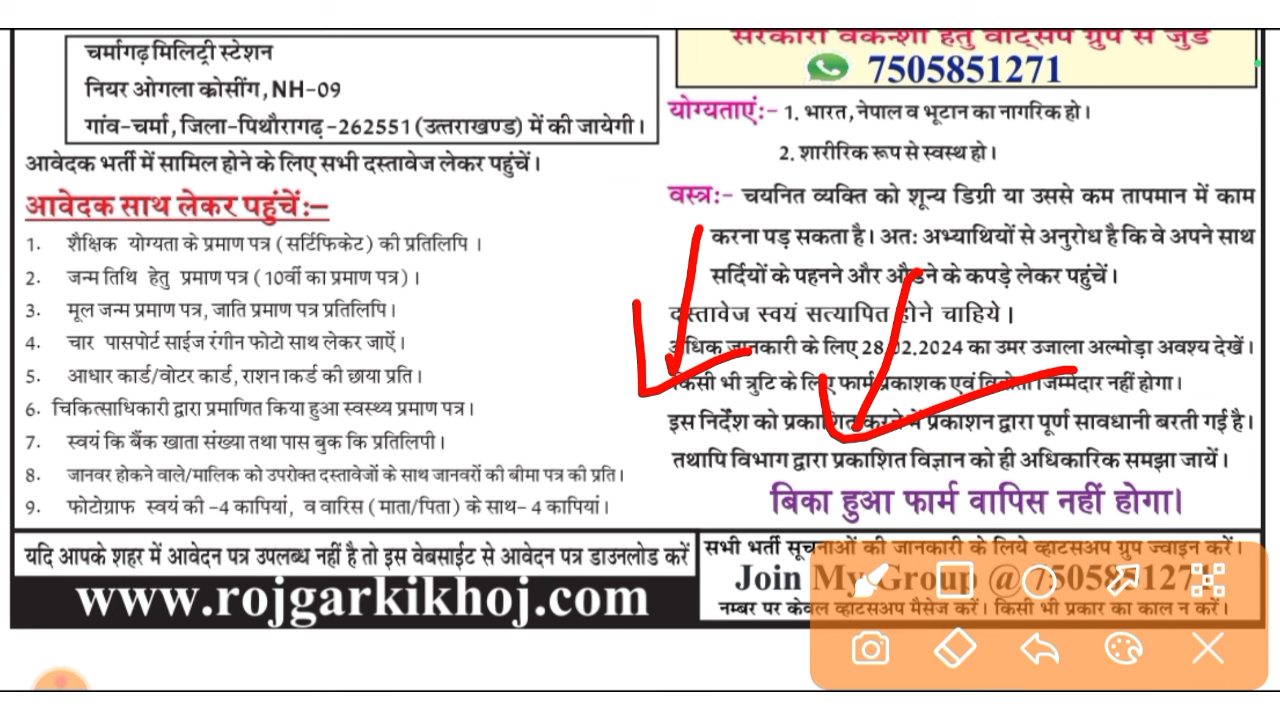 चर्मागढ़ मिलिट्री स्टेशन
नियर ओगला क्रोसींग, NH-09
गांव-चर्मा, जिला-पिथौरागढ़ -262551 (उत्तराखण्ड) में की जायेगी।
आवेदक भर्ती में सामिल होने के लिए सभी दस्तावेज लेकर पहुंचें।
आवेदक साथ लेकर पहुंचें:–
1. शैक्षिक योग्यता के प्रमाण पत्र (सर्टिफिकेट) की प्रतिलिपि ।
2. जन्म तिथि हेतु प्रमाण पत्र (10वीं का प्रमाण पत्र)।
3. मूल जन्म प्रमाण पत्र, जाति प्रमाण पत्र प्रतिलिपि।
4. चार पासपोर्ट साईज रंगीन फोटो साथ लेकर जाऐं।
5. आधार कार्ड/वोटर कार्ड, राशन ाकर्ड की छाया प्रति।
6. चिकित्साधिकारी द्वारा प्रमाणित किया हुआ स्वस्थ्य प्रमाण पत्र।
7. स्वयं कि बैंक खाता संख्या तथा पास बुक कि प्रतिलिपी।
8. जानवर होकने वाले/मालिक को उपरोक्त दस्तावेजों के साथ जानवरों की बीमा पत्र की प्रति।
9. फोटोग्राफ स्वयं की -4 कापियां, व वारिस (माता/पिता) के साथ- 4 कापियां।
यदि आपके शहर में आवेदन पत्र उपलब्ध नहीं है तो इस वेबसाईट से आवेदन पत्र डाउनलोड करें
www.rojgarkikhoj.com
सरकारी वैकन्शी हेतु वाट्सप ग्रुप से जुड़े
7505851271
योग्यताएं:- 1. भारत, नेपाल व भूटान का नागरिक हो।
2. शारीरिक रूप से स्वस्थ हो।
वस्त्र:- चयनित व्यक्ति को शून्य डिग्री या उससे कम तापमान में काम
करना पड़ सकता है। अतः अभ्याथियों से अनुरोध है कि वे अपने साथ
सर्दियों के पहनने और औडने के कपड़े लेकर पहुंचें।
दस्तावेज स्वयं सत्यापित होने चाहिये।
अधिक जानकारी के लिए 28.02.2024 का उमर उजाला अल्मोड़ा अवश्य देखें।
किसी भी त्रुटि के लिए फार्म प्रकाशक एवं विक्रेता जिम्मेदार नहीं होगा।
इस निर्देश को प्रकाशित करने में प्रकाशन द्वारा पूर्ण सावधानी बरती गई है।
तथापि विभाग द्वारा प्रकाशित विज्ञान को ही अधिकारिक समझा जायें।
बिका हुआ फार्म वापिस नहीं होगा।
सभी भर्ती सूचनाओं की जानकारी के लिये व्हाटसअप ग्रुप ज्वाइन करें।
Join My Group @ 7505851271
नम्बर पर केवल व्हाटसअप मैसेज करें। किसी भी प्रकार का काल न करें।